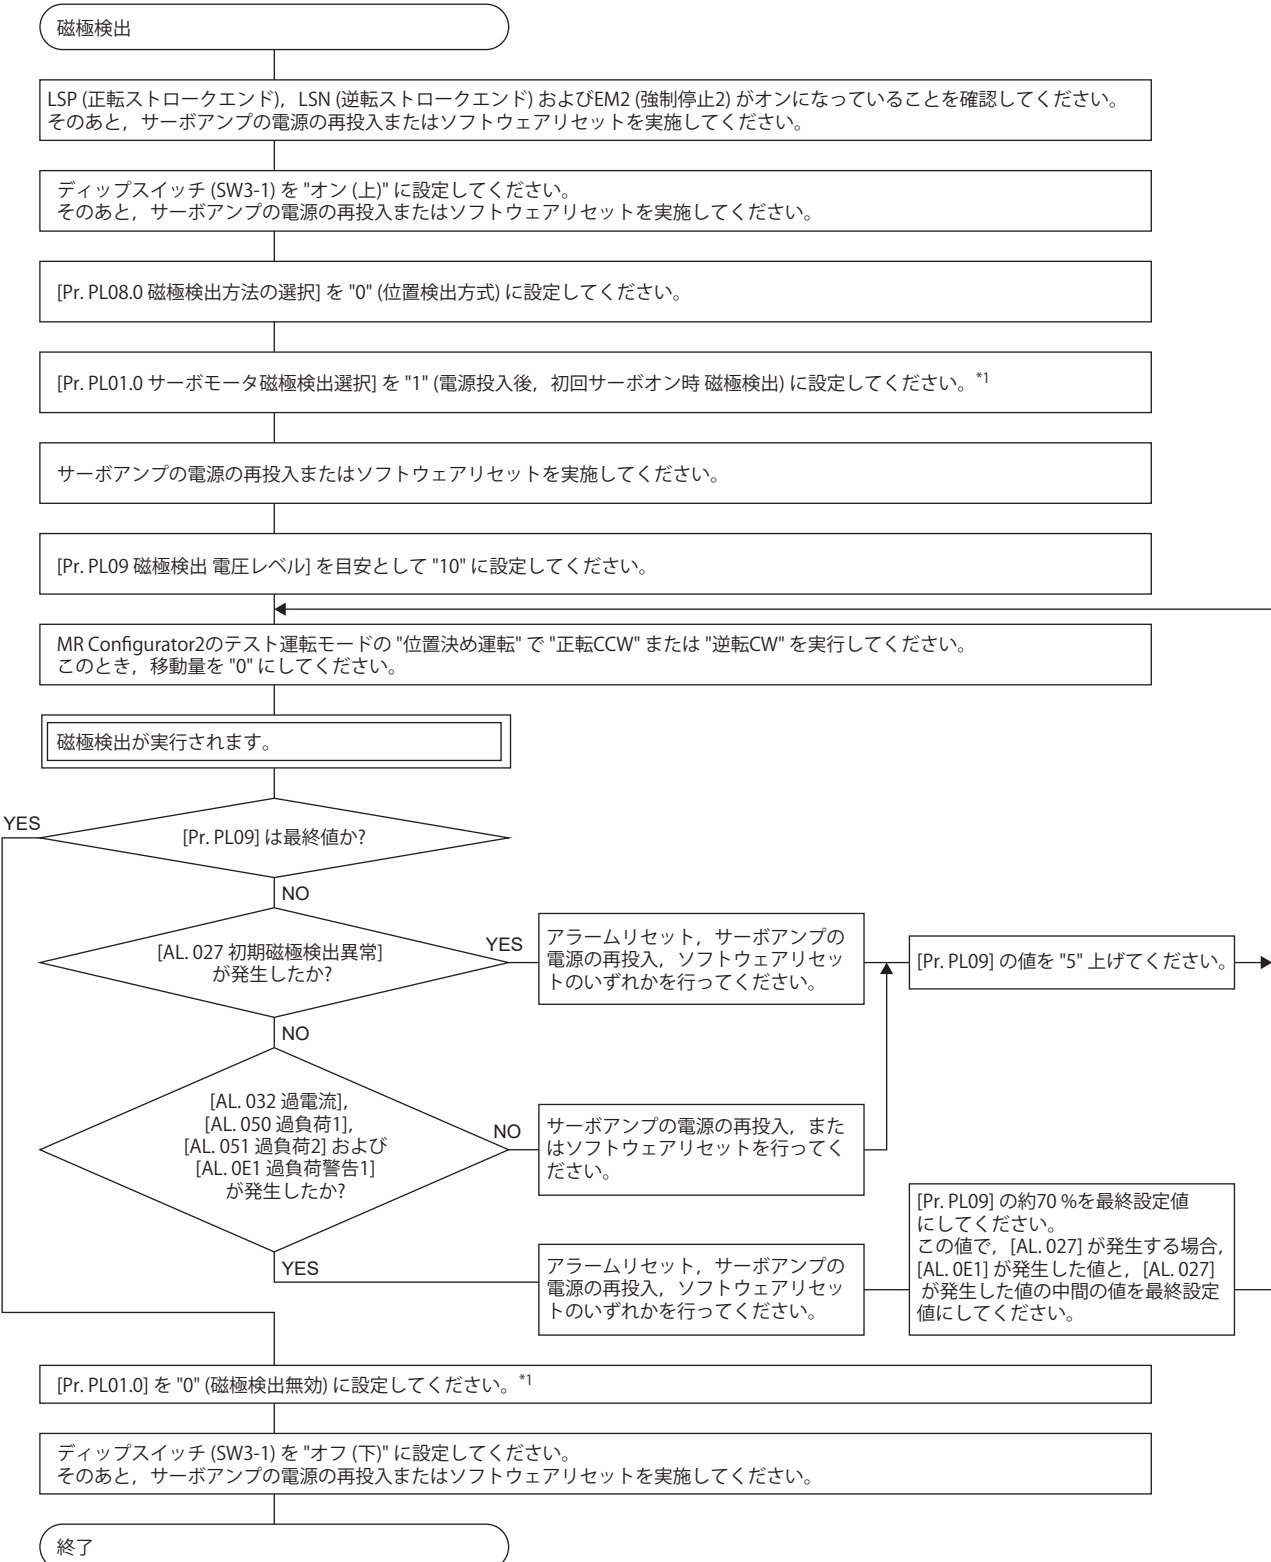 磁極検出
LSP (正転ストロークエンド), LSN (逆転ストロークエンド) およびEM2 (強制停止2) がオンになっていることを確認してください。
そのあと, サーボアンプの電源の再投入またはソフトウェアリセットを実施してください。
ディップスイッチ (SW3-1) を "オン (上)" に設定してください。
そのあと, サーボアンプの電源の再投入またはソフトウェアリセットを実施してください。
[Pr. PL08.0 磁極検出方法の選択] を "0" (位置検出方式) に設定してください。
[Pr. PL01.0 サーボモータ磁極検出選択] を "1" (電源投入後, 初回サーボオン時 磁極検出) に設定してください。*1
サーボアンプの電源の再投入またはソフトウェアリセットを実施してください。
[Pr. PL09 磁極検出 電圧レベル] を目安として "10" に設定してください。
MR Configurator2のテスト運転モードの "位置決め運転" で "正転CCW" または "逆転CW" を実行してください。
このとき, 移動量を "0" にしてください。
磁極検出が実行されます。
YES
[Pr. PL09] は最終値か?
NO
[AL. 027 初期磁極検出異常]
が発生したか?
YES
アラームリセット, サーボアンプの
電源の再投入, ソフトウェアリセッ
トのいずれかを行ってください。
[Pr. PL09] の値を "5" 上げてください。
NO
[AL. 032 過電流],
[AL. 050 過負荷1],
[AL. 051 過負荷2] および
[AL. 0E1 過負荷警告1]
が発生したか?
NO
サーボアンプの電源の再投入, また
はソフトウェアリセットを行ってく
ださい。
YES
アラームリセット, サーボアンプの
電源の再投入, ソフトウェアリセッ
トのいずれかを行ってください。
[Pr. PL09] の約70 %を最終設定値
にしてください。
この値で, [AL. 027] が発生する場合,
[AL. 0E1] が発生した値と, [AL. 027]
が発生した値の中間の値を最終設定
値にしてください。
[Pr. PL01.0] を "0" (磁極検出無効) に設定してください。*1
ディップスイッチ (SW3-1) を "オフ (下)" に設定してください。
そのあと, サーボアンプの電源の再投入またはソフトウェアリセットを実施してください。
終了